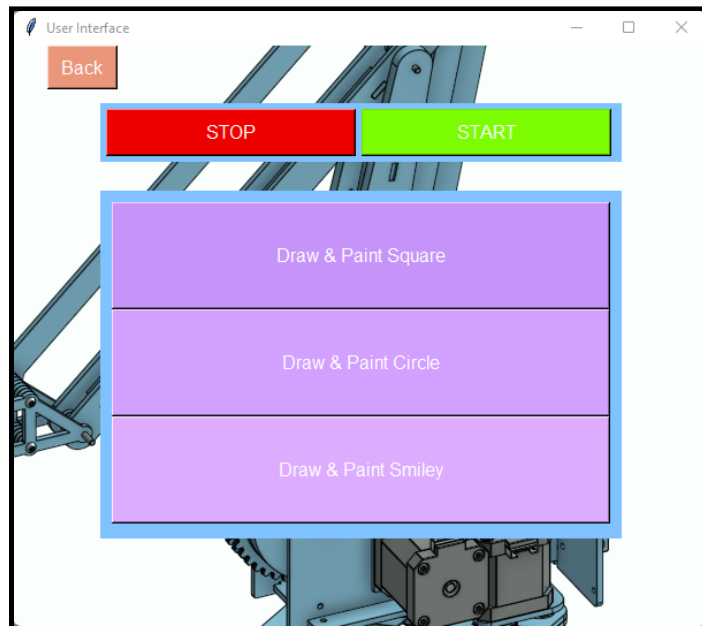 User Interface
Back
STOP
START
Draw & Paint Square
Draw & Paint Circle
Draw & Paint Smiley